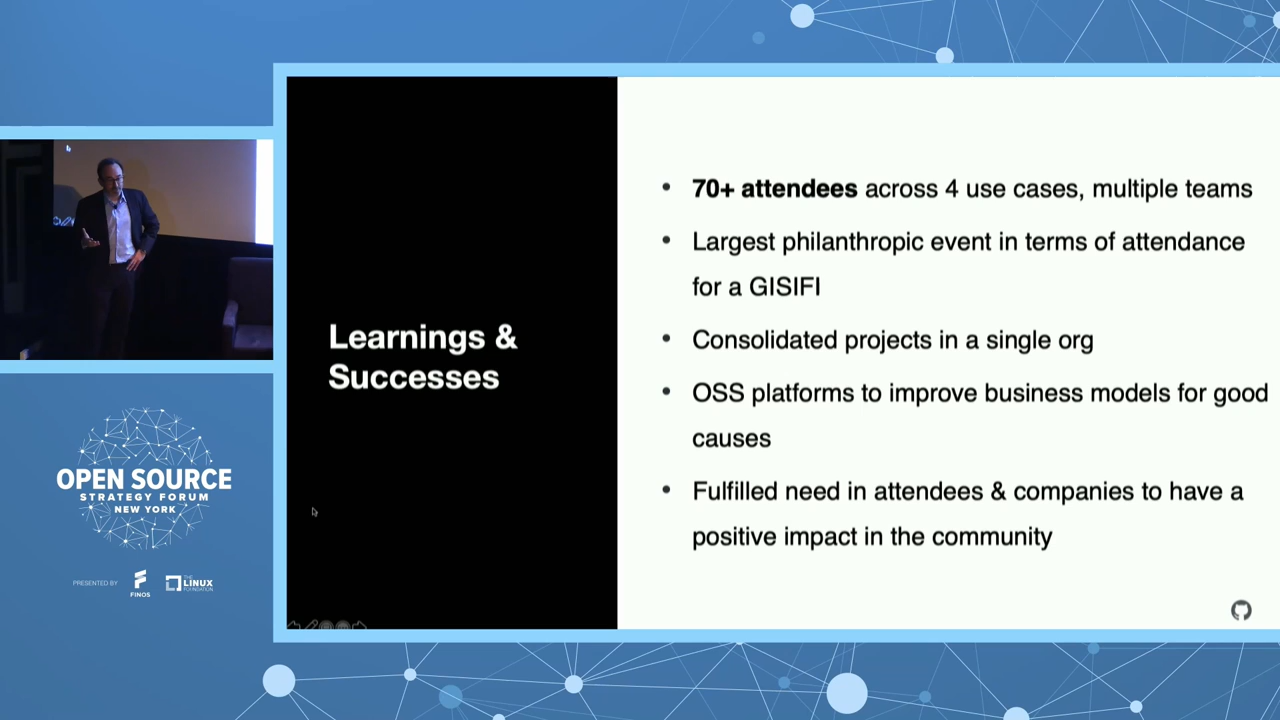 70+ attendees across 4 use cases, multiple teams
Largest philanthropic event in terms of attendance
for a GISIFI
Learnings &
Successes
Consolidated projects in a single org
OSS platforms to improve business models for good
causes
Fulfilled need in attendees & companies to have a
positive impact in the community
OPEN SOURCE
STRATEGY FORUM
NEW YORK
PRESENTED BY
FINOS
THE
LINUX
FOUNDATION